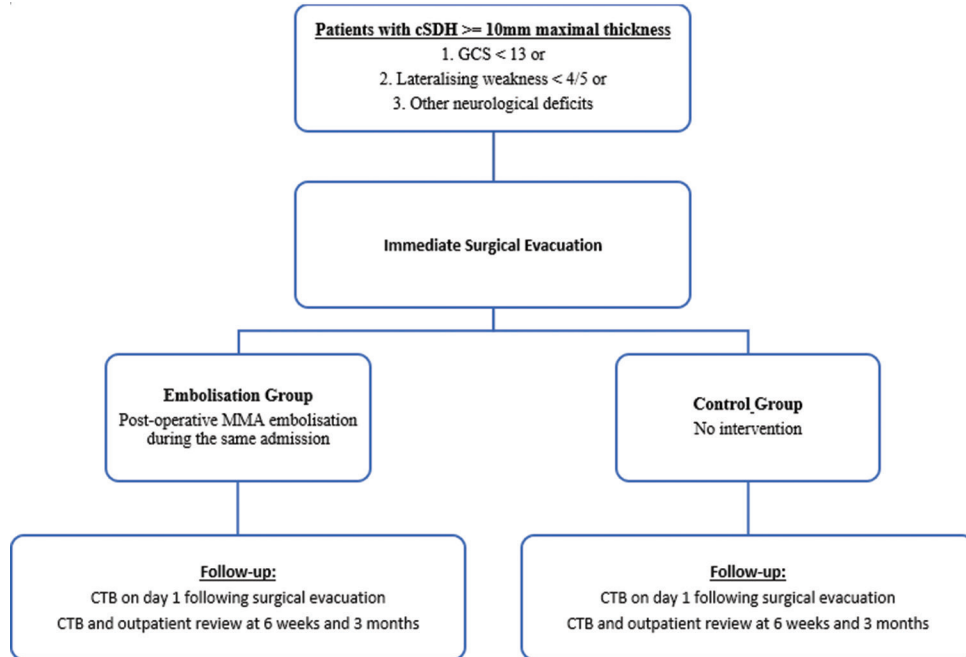 Patients with cSDH >= 10mm maximal thickness
1. GCS < 13 or
2. Lateralising weakness < 4/5 or
3. Other neurological deficits
Immediate Surgical Evacuation
Embolisation Group
Post-operative MMA embolisation
during the same admission
Control Group
No intervention
Follow-up:
CTB on day 1 following surgical evacuation
CTB and outpatient review at 6 weeks and 3 months
Follow-up:
CTB on day 1 following surgical evacuation
CTB and outpatient review at 6 weeks and 3 months